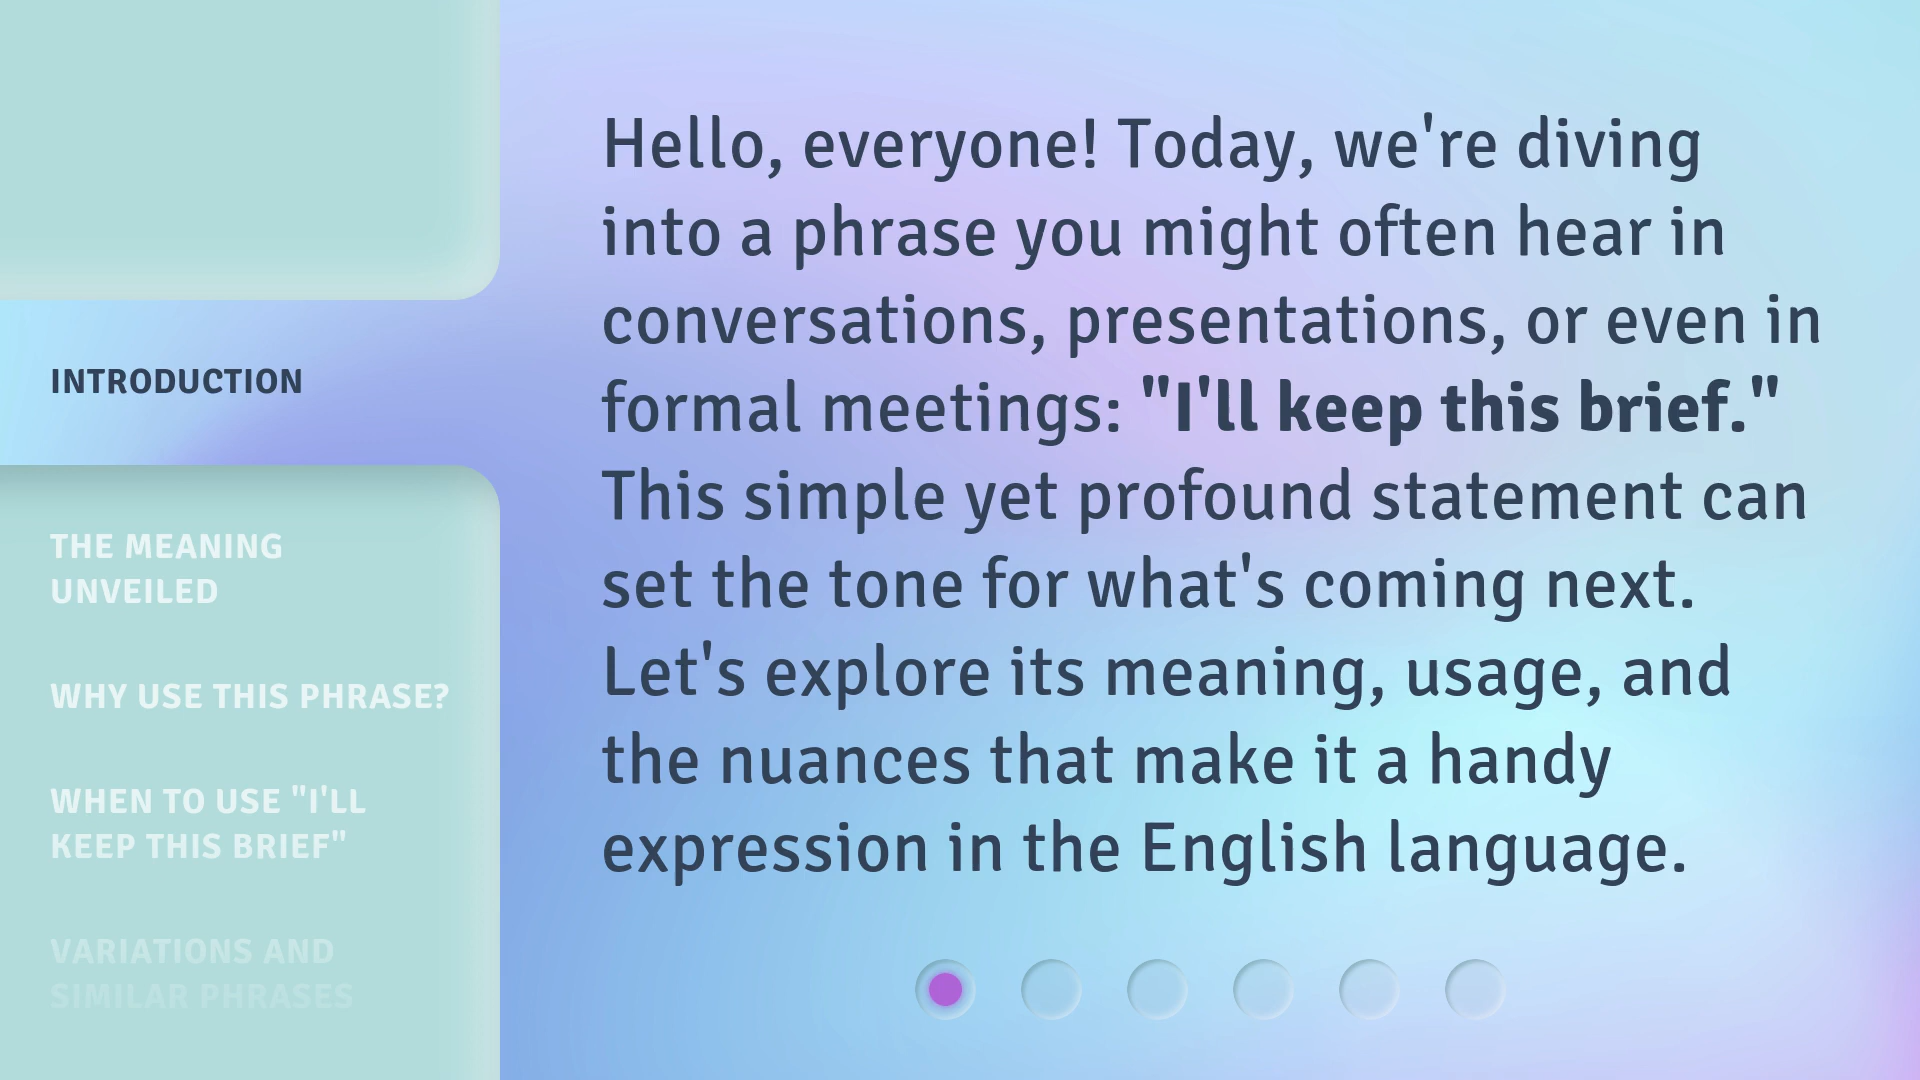 INTRODUCTION
THE MEANING
UNVEILED
WHY USE THIS PHRASE?
WHEN TO USE "I'LL
KEEP THIS BRIEF"
VARIATIONS AND
SIMILAR PHRASES
Hello, everyone! Today, we're diving
into a phrase you might often hear in
conversations, presentations, or even in
formal meetings: "I'll keep this brief."
This simple yet profound statement can
set the tone for what's coming next.
Let's explore its meaning, usage, and
the nuances that make it a handy
expression in the English language.